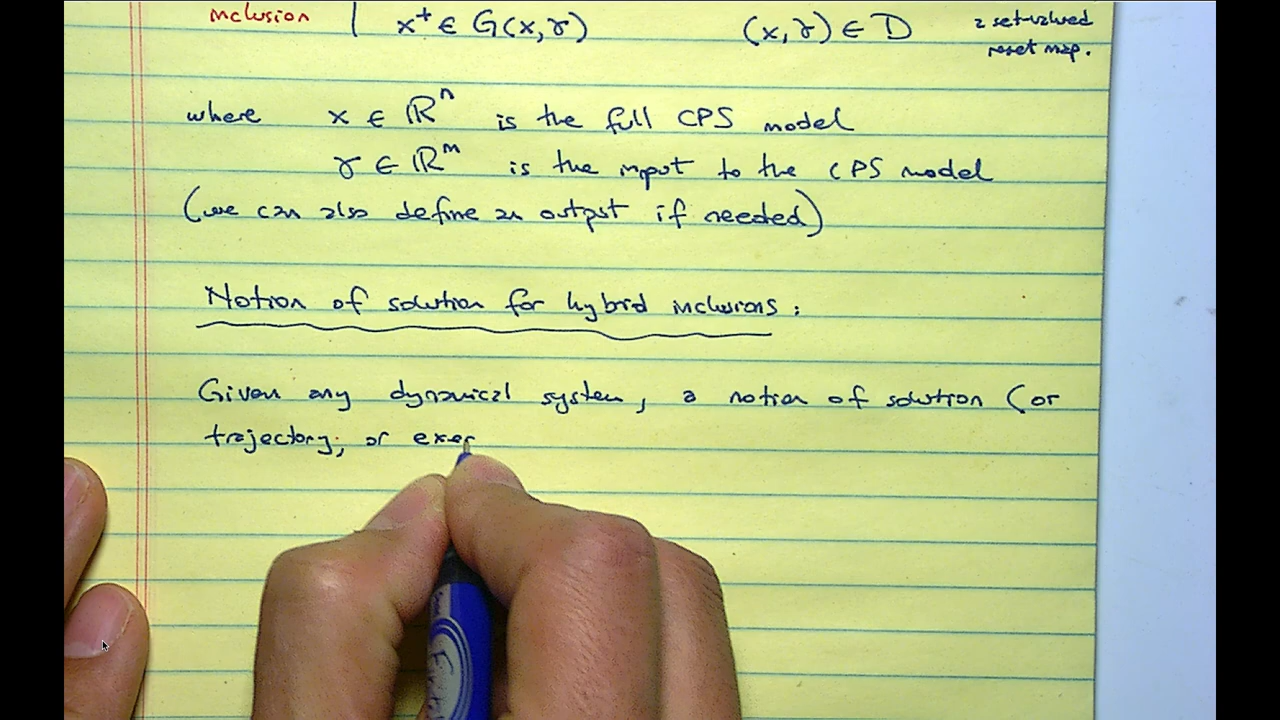 inclusion x⁺ ∈ G(x,γ) (x,γ) ∈ D 2 set-valued
reset map.
where x ∈ ℝⁿ is the full CPS model
γ ∈ ℝᵐ is the input to the CPS model
(we can also define an output if needed)
Notion of solution for hybrid inclusions :
Given any dynamical system, a notion of solution (or
trajectory, or exec